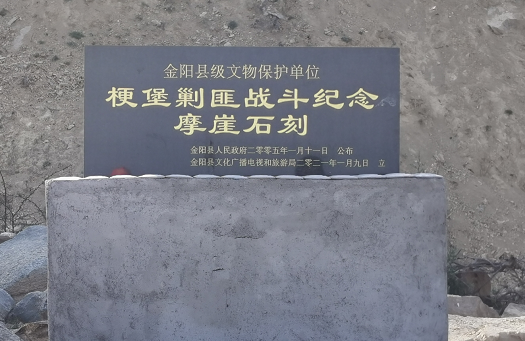 金阳县级文物保护单位
梗堡剿匪战斗纪念
摩崖石刻
金阳县人民政府二零零五年一月十一日 公布
金阳县文化广播电视和旅游局二零二一年一月九日 立